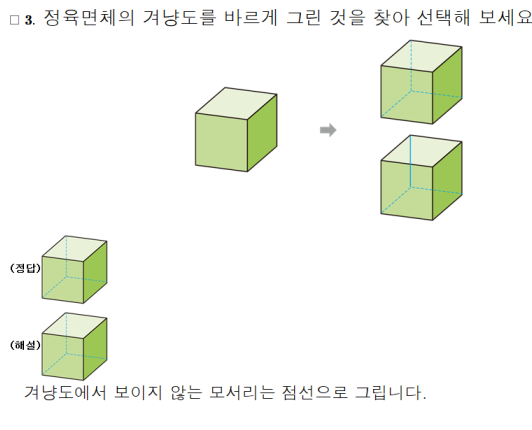 □ 3. 정육면체의 겨냥도를 바르게 그린 것을 찾아 선택해 보세요
(정답)
(해설)
겨냥도에서 보이지 않는 모서리는 점선으로 그립니다.